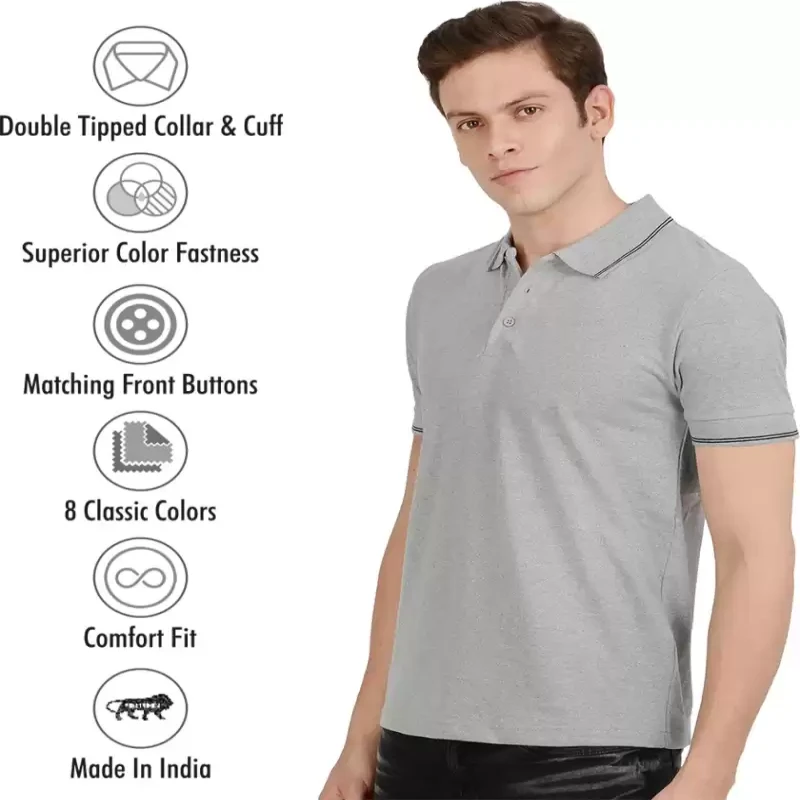 Double Tipped Collar & Cuff
Superior Color Fastness
Matching Front Buttons
8 Classic Colors
Comfort Fit
Made In India